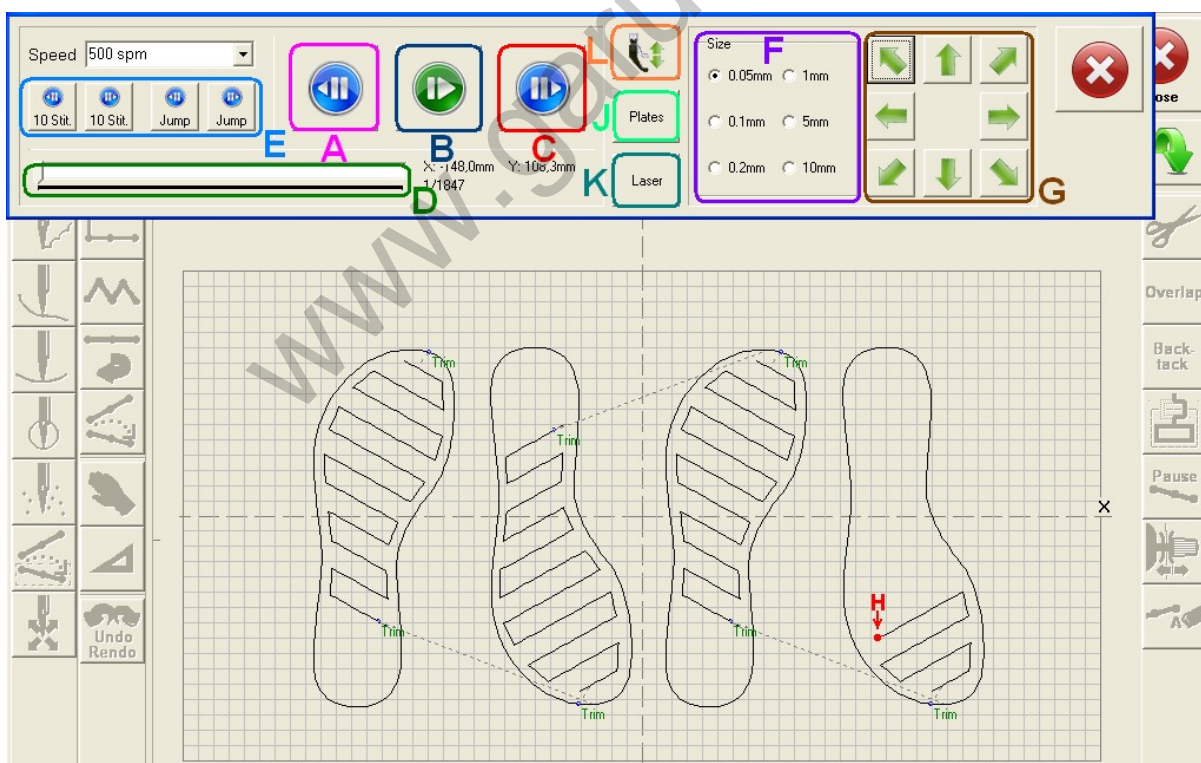 Speed 500 spm
10 Stit. 10 Stit. Jump Jump
E A B C
D
X: -148,0mm Y: 108,3mm
1/1847
L
J Plates
K Laser
Size F
0.05mm 1mm
0.1mm 5mm
0.2mm 10mm
G
ose
Overlap
Back-
tack
Pause
A
Undo
Rendo
Trim
Trim
Trim
Trim
Trim
Trim
Trim
X
H
www.garu